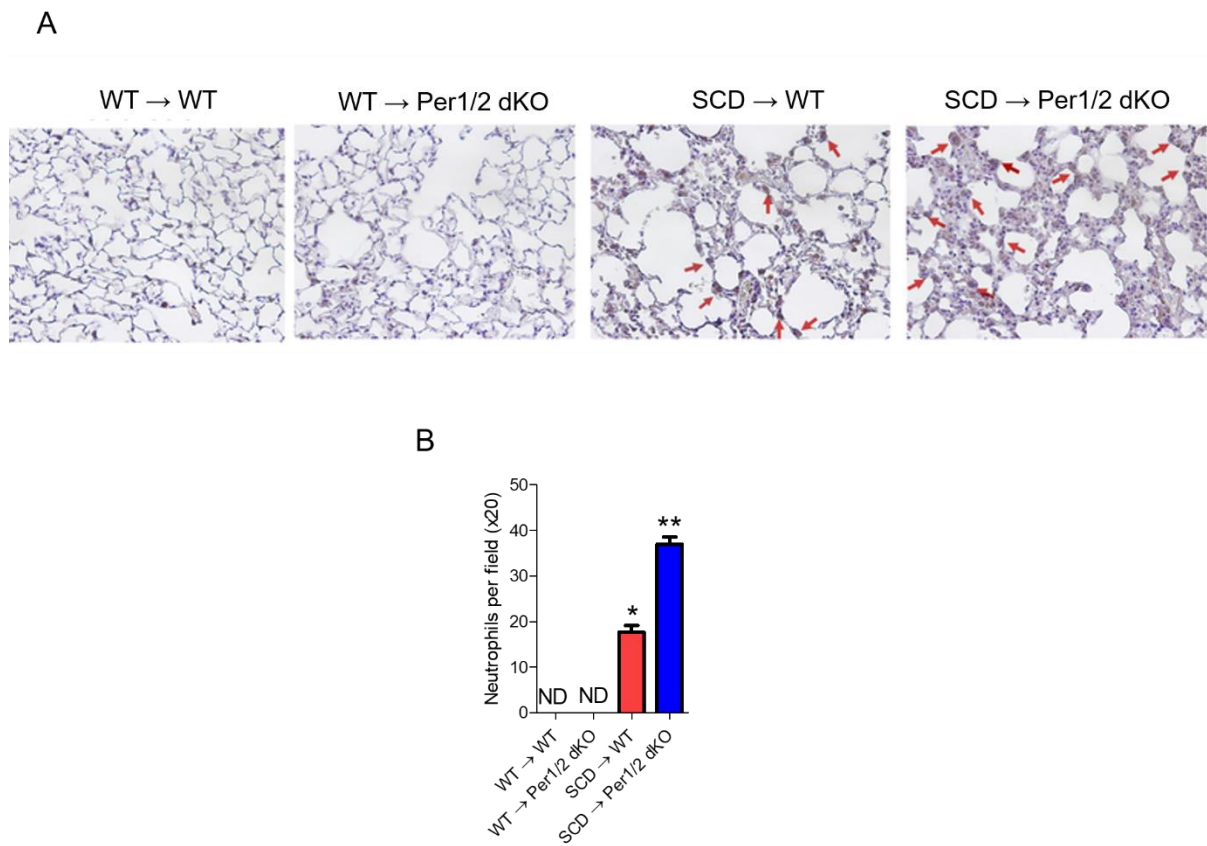 A
WT → WT
WT → Per1/2 dKO
SCD → WT
SCD → Per1/2 dKO
B
Neutrophils per field (x20)
50
40
30
20
10
0
ND
ND
*
**
WT → WT
WT → Per1/2 dKO
SCD → WT
SCD → Per1/2 dKO